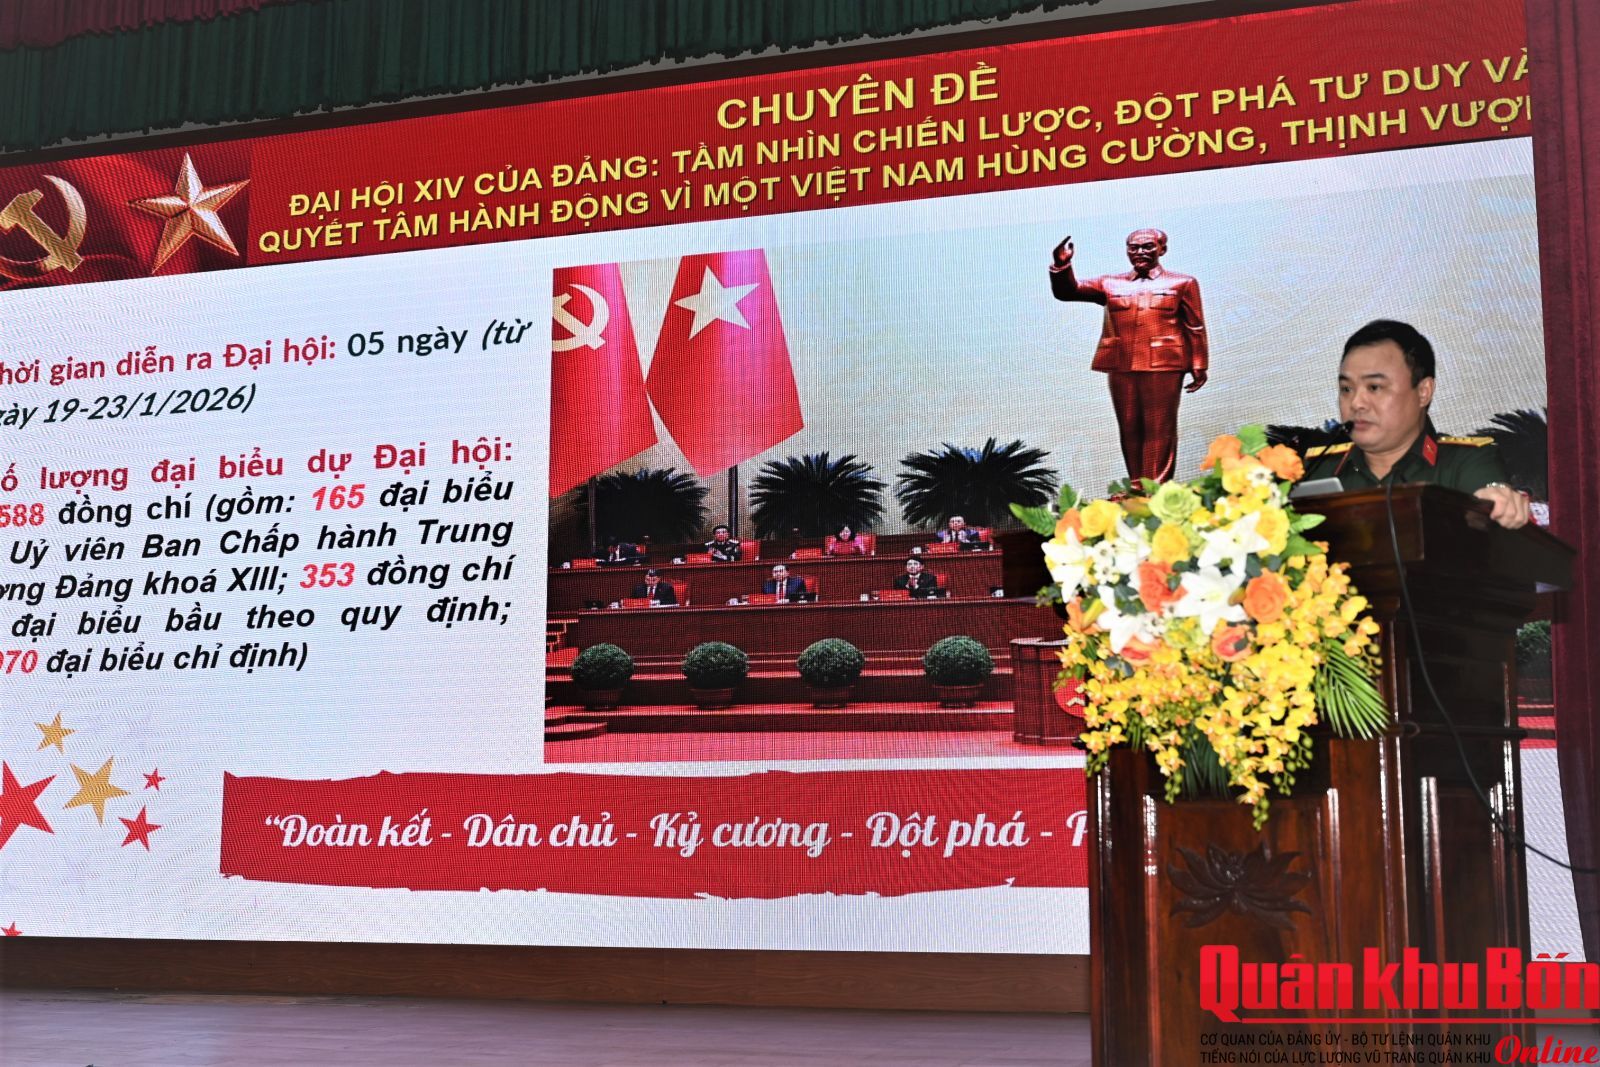 CHUYÊN ĐỀ
ĐẠI HỘI XIV CỦA ĐẢNG: TẦM NHÌN CHIẾN LƯỢC, ĐỘT PHÁ TƯ DUY VÀ
QUYẾT TÂM HÀNH ĐỘNG VÌ MỘT VIỆT NAM HÙNG CƯỜNG, THỊNH
gian diễn ra Đại hội: 05 ngày (từ
19-23/1/2026)
lượng đại biểu dự Đại hội:
588 đồng chí (gồm: 165 đại biểu
Uỷ viên Ban Chấp hành Trung
Đảng khoá XIII; 353 đồng chí
đại biểu bầu theo quy định;
đại biểu chỉ định)
“Đoàn kết - Dân chủ - Kỷ cương - Đột phá -
Quân khu Bốn
CƠ QUAN CỦA ĐẢNG ỦY - BỘ TƯ LỆNH QUÂN KHU
TIẾNG NÓI CỦA LỰC LƯỢNG VŨ TRANG QUÂN KHU Online